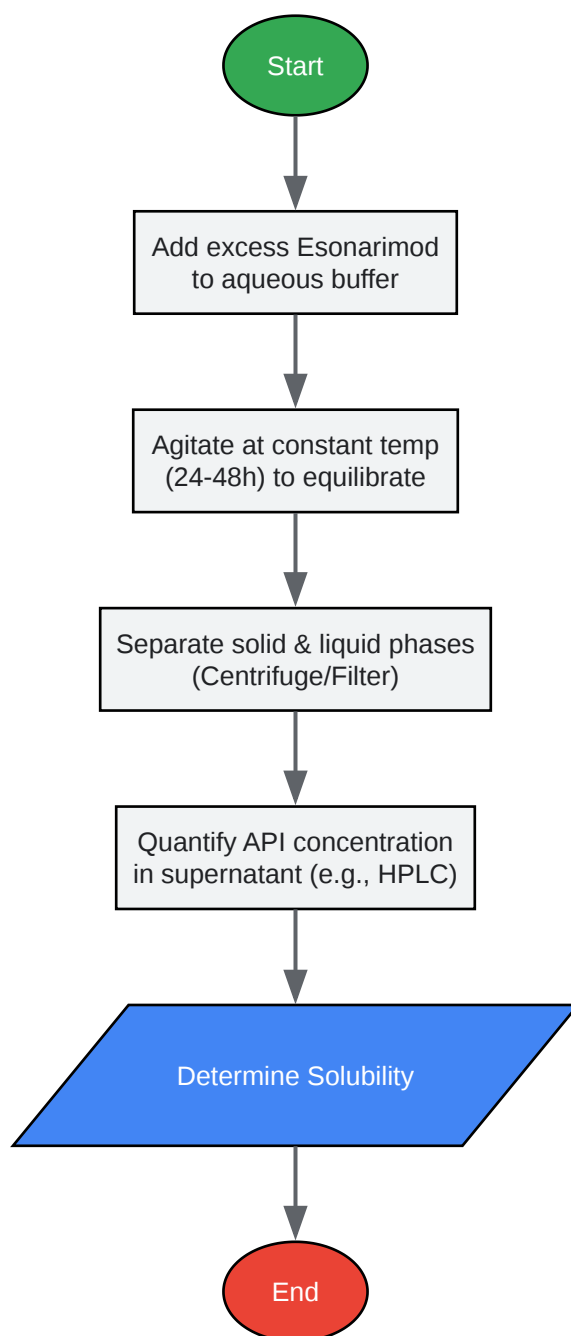 Start
Add excess Esonarimod
to aqueous buffer
Agitate at constant temp
(24-48h) to equilibrate
Separate solid & liquid phases
(Centrifuge/Filter)
Quantify API concentration
in supernatant (e.g., HPLC)
Determine Solubility
End